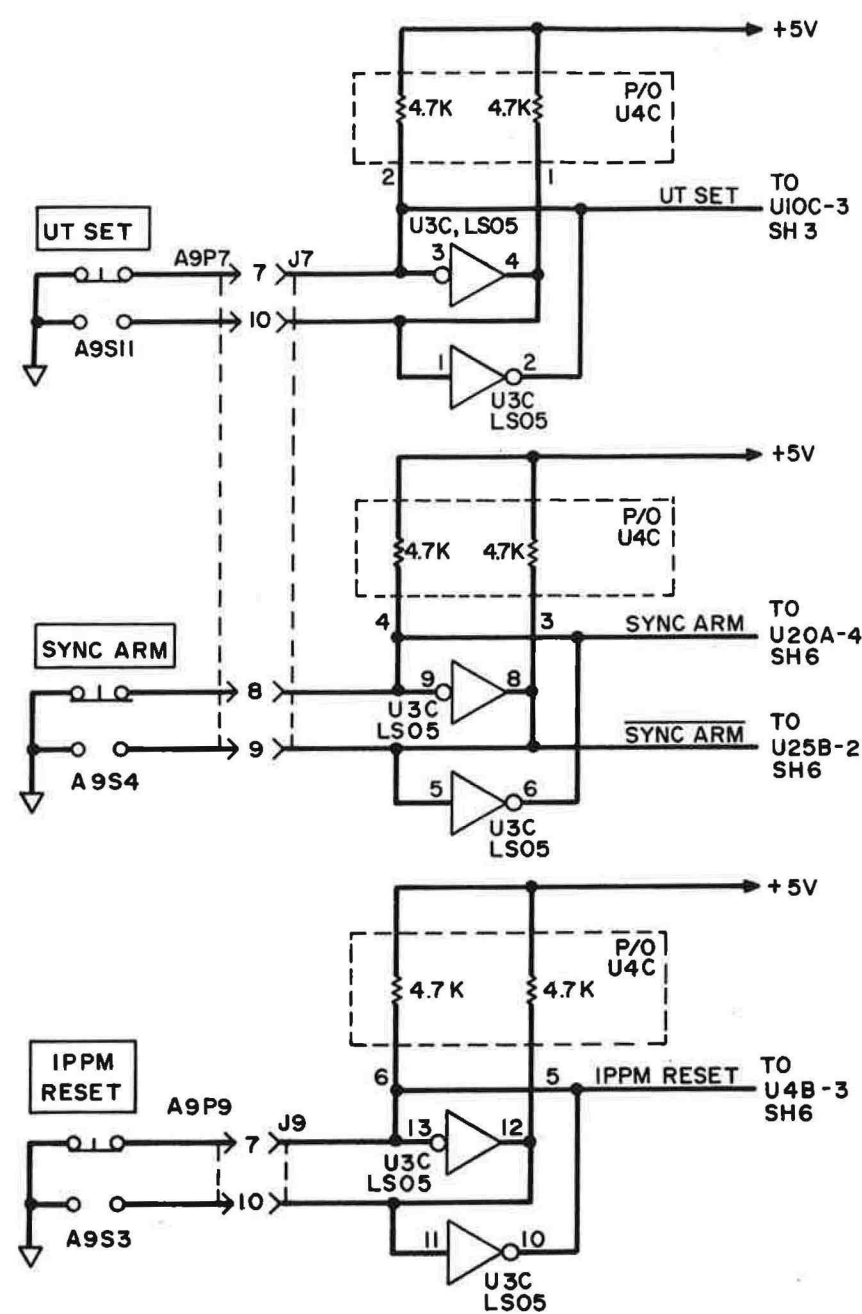 +5V
4.7K 4.7K P/O
U4C
2 1
UT SET TO
U10C-3
SH 3
UT SET
U3C, LS05
A9P7 7 J7 3 4
10
A9S11
1 2
U3C
LS05
+5V
P/O
U4C
4.7K 4.7K
4 3
SYNC ARM TO
U20A-4
SH6
SYNC ARM
8 9 8
U3C
LS05
SYNC ARM TO
U25B-2
SH6
9
A9S4
5 6
U3C
LS05
+5V
P/O
U4C
4.7K 4.7K
6 5
IPPM RESET TO
U4B-3
SH6
IPPM
RESET
A9P9 7 J9 13 12
U3C
LS05
10
A9S3
11 10
U3C
LS05